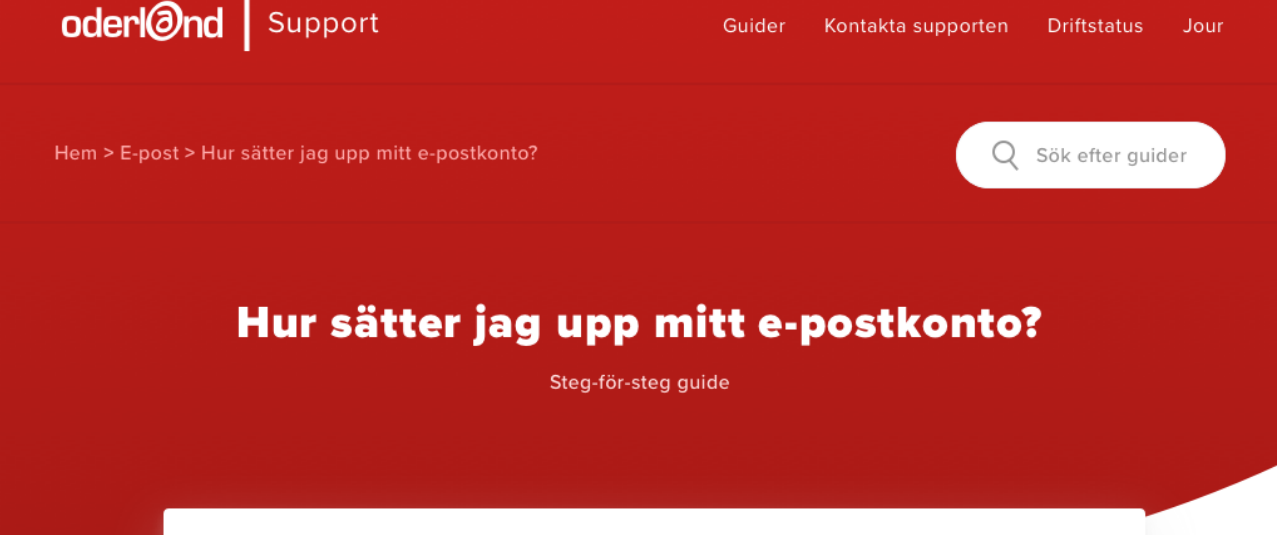 oderland | Support
Guider Kontakta supporten Driftstatus Jour
Hem > E-post > Hur sätter jag upp mitt e-postkonto?
Sök efter guider
Hur sätter jag upp mitt e-postkonto?
Steg-för-steg guide